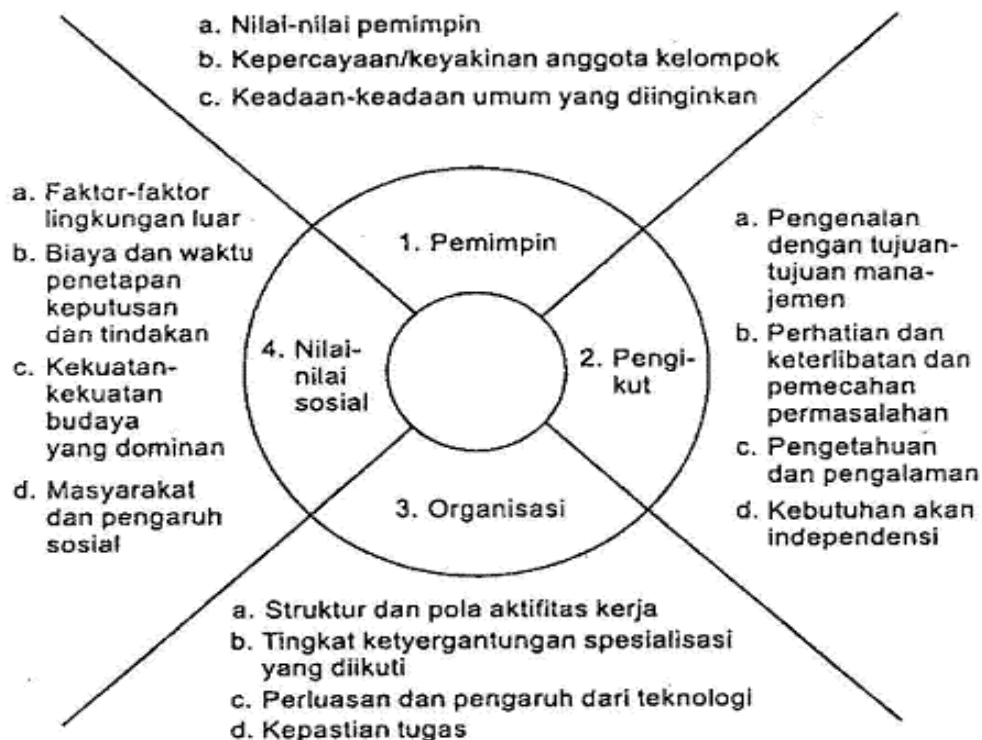 a. Nilai-nilai pemimpin
b. Kepercayaan/keyakinan anggota kelompok
c. Keadaan-keadaan umum yang diinginkan
1. Pemimpin
a. Pengenalan
dengan tujuan-
tujuan mana-
jemen
b. Perhatian dan
keterlibatan dan
pemecahan
permasalahan
c. Pengetahuan
dan pengalaman
d. Kebutuhan akan
independensi
2. Pengi-
kut
3. Organisasi
a. Struktur dan pola aktifitas kerja
b. Tingkat ketyergantungan spesialisasi
yang diikuti
c. Perluasan dan pengaruh dari teknologi
d. Kepastian tugas
4. Nilai-
nilai
sosial
a. Faktor-faktor
lingkungan luar
b. Biaya dan waktu
penetapan
keputusan
dan tindakan
c. Kekuatan-
kekuatan
budaya
yang dominan
d. Masyarakat
dan pengaruh
sosial